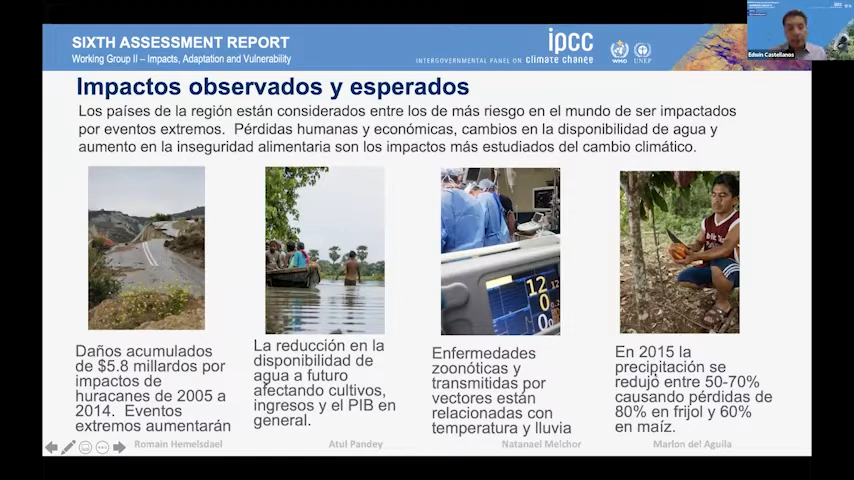 SIXTH ASSESSMENT REPORT
Working Group II – Impacts, Adaptation and Vulnerability
INTERGOVERNMENTAL PANEL ON climate change
ipcc
WMO
UNEP
Edwin Castellanos
Impactos observados y esperados
Los países de la región están considerados entre los de más riesgo en el mundo de ser impactados
por eventos extremos. Pérdidas humanas y económicas, cambios en la disponibilidad de agua y
aumento en la inseguridad alimentaria son los impactos más estudiados del cambio climático.
12
0
0
Daños acumulados
de $5.8 millardos por
impactos de
huracanes de 2005 a
2014. Eventos
extremos aumentarán
La reducción en la
disponibilidad de
agua a futuro
afectando cultivos,
ingresos y el PIB en
general.
Enfermedades
zoonóticas y
transmitidas por
vectores están
relacionadas con
temperatura y lluvia
En 2015 la
precipitación se
redujo entre 50-70%
causando pérdidas de
80% en frijol y 60%
en maíz.
Romain Hemelsdael
Atul Pandey
Natanael Melchor
Marlon del Aguila